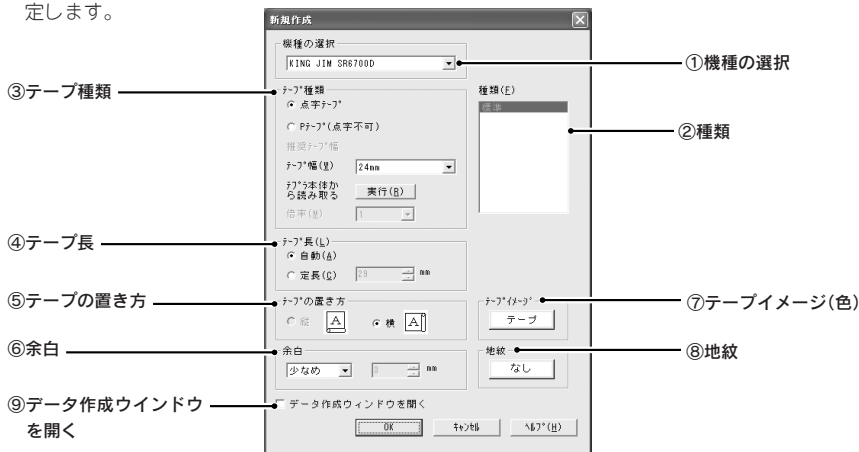 定します。
新規作成
機種の選択
KING JIM SR6700D
①機種の選択
③テープ種類
ﾃｰﾌﾟ種類
点字ﾃｰﾌﾟ
Pﾃｰﾌﾟ(点字不可)
推奨ﾃｰﾌﾟ幅
ﾃｰﾌﾟ幅(W) 24mm
ﾃﾌﾟﾗ本体か
ら読み取る 実行(R)
倍率(M) 1
種類(F)
標準
②種類
④テープ長
ﾃｰﾌﾟ長(L)
自動(A)
定長(C) 29 mm
⑤テープの置き方
ﾃｰﾌﾟの置き方
縦 A 横 A
ﾃｰﾌﾟｲﾒｰｼﾞ
テープ
⑦テープイメージ(色)
⑥余白
余白
少なめ 3 mm
地紋
なし
⑧地紋
⑨データ作成ウインドウ
を開く
データ作成ウィンドウを開く
OK ｷｬﾝｾﾙ ﾍﾙﾌﾟ(H)